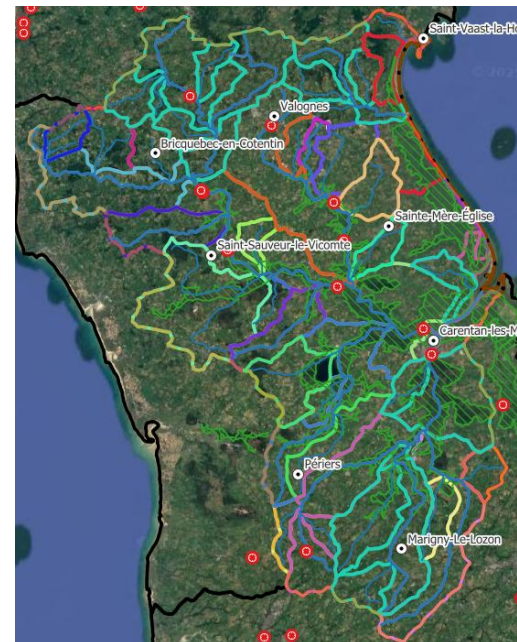 Saint-Vaast-la-Ho
Valognes
Bricquebec-en-Cotentin
Sainte-Mère-Église
Saint-Sauveur-le-Vicomte
Carentan-les-M
Périers
Marigny-Le-Lozon